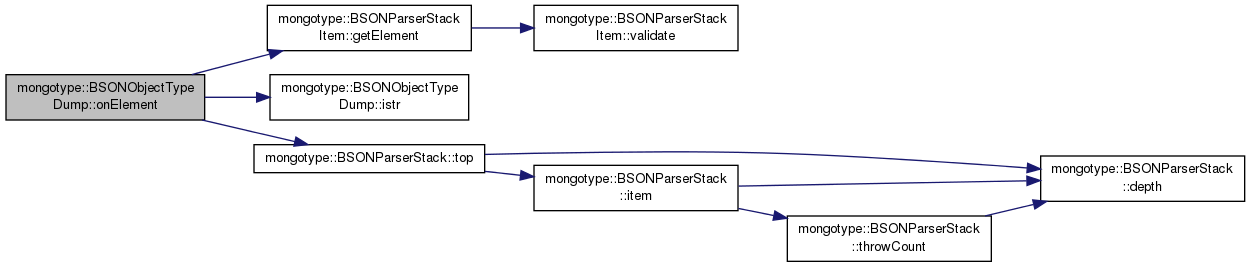 mongotype::BSONParserStack
Item::getElement
mongotype::BSONParserStack
Item::validate
mongotype::BSONObjectType
Dump::onElement
mongotype::BSONObjectType
Dump::istr
mongotype::BSONParserStack::top
mongotype::BSONParserStack
::item
mongotype::BSONParserStack
::depth
mongotype::BSONParserStack
::throwCount